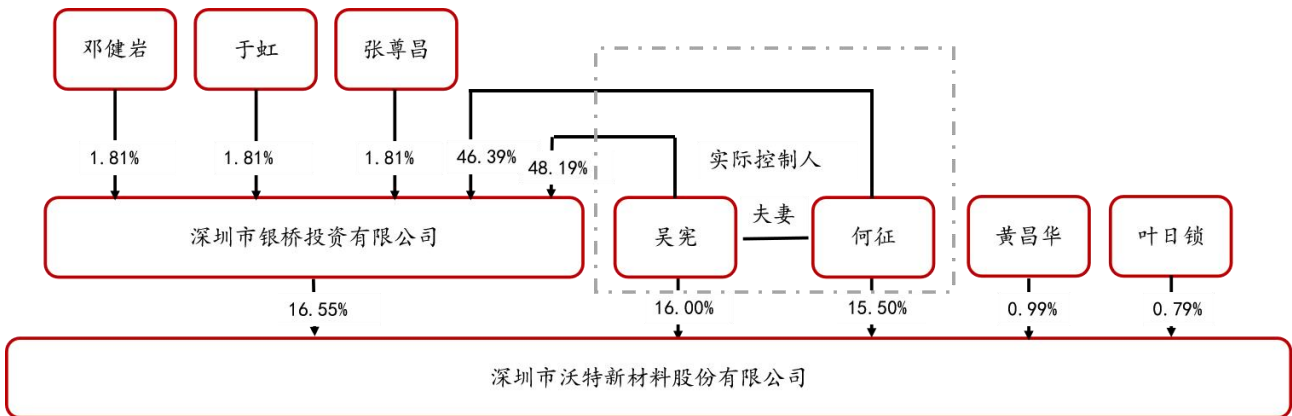 邓健岩
于虹
张尊昌
1.81%
1.81%
1.81%
46.39%
48.19%
实际控制人
深圳市银桥投资有限公司
吴宪
夫妻
何征
黄昌华
叶日锁
16.55%
16.00%
15.50%
0.99%
0.79%
深圳市沃特新材料股份有限公司